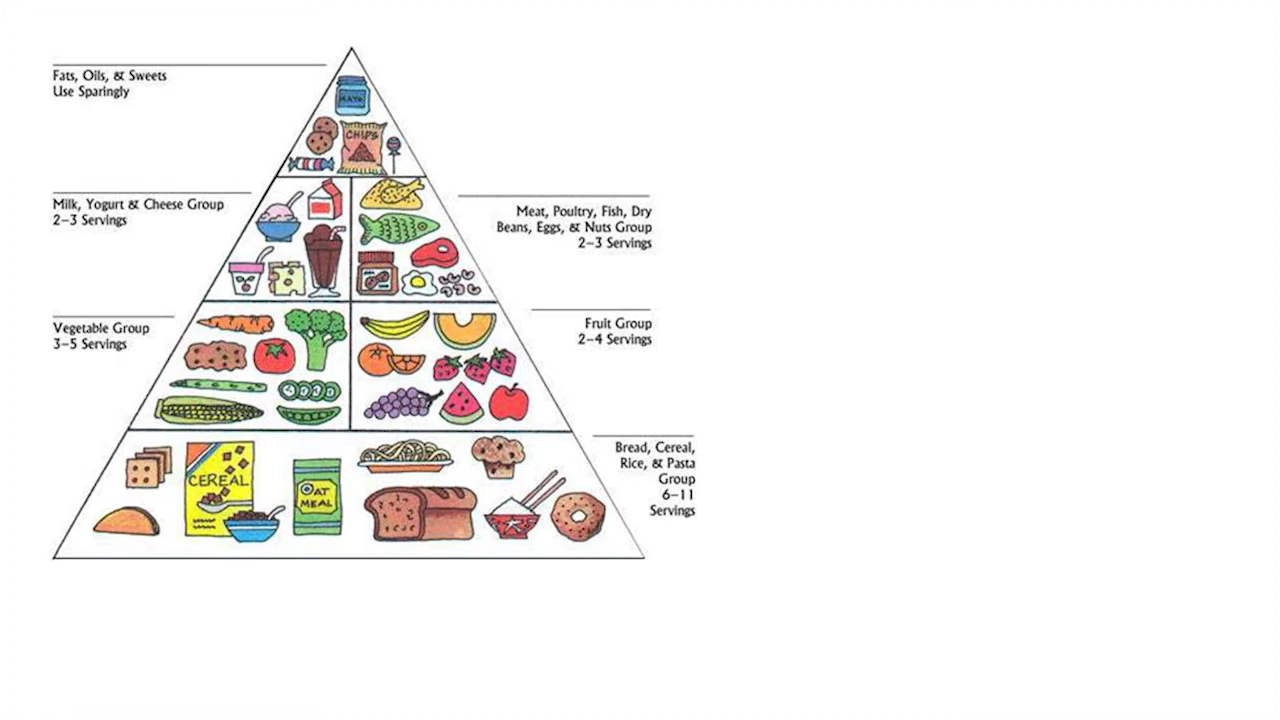 Fats, Oils, & Sweets
Use Sparingly
MAYO
CHIPS
Milk, Yogurt & Cheese Group
2–3 Servings
Meat, Poultry, Fish, Dry
Beans, Eggs, & Nuts Group
2–3 Servings
Vegetable Group
3–5 Servings
Fruit Group
2–4 Servings
Bread, Cereal,
Rice, & Pasta
Group
6–11
Servings
CEREAL
OAT
MEAL